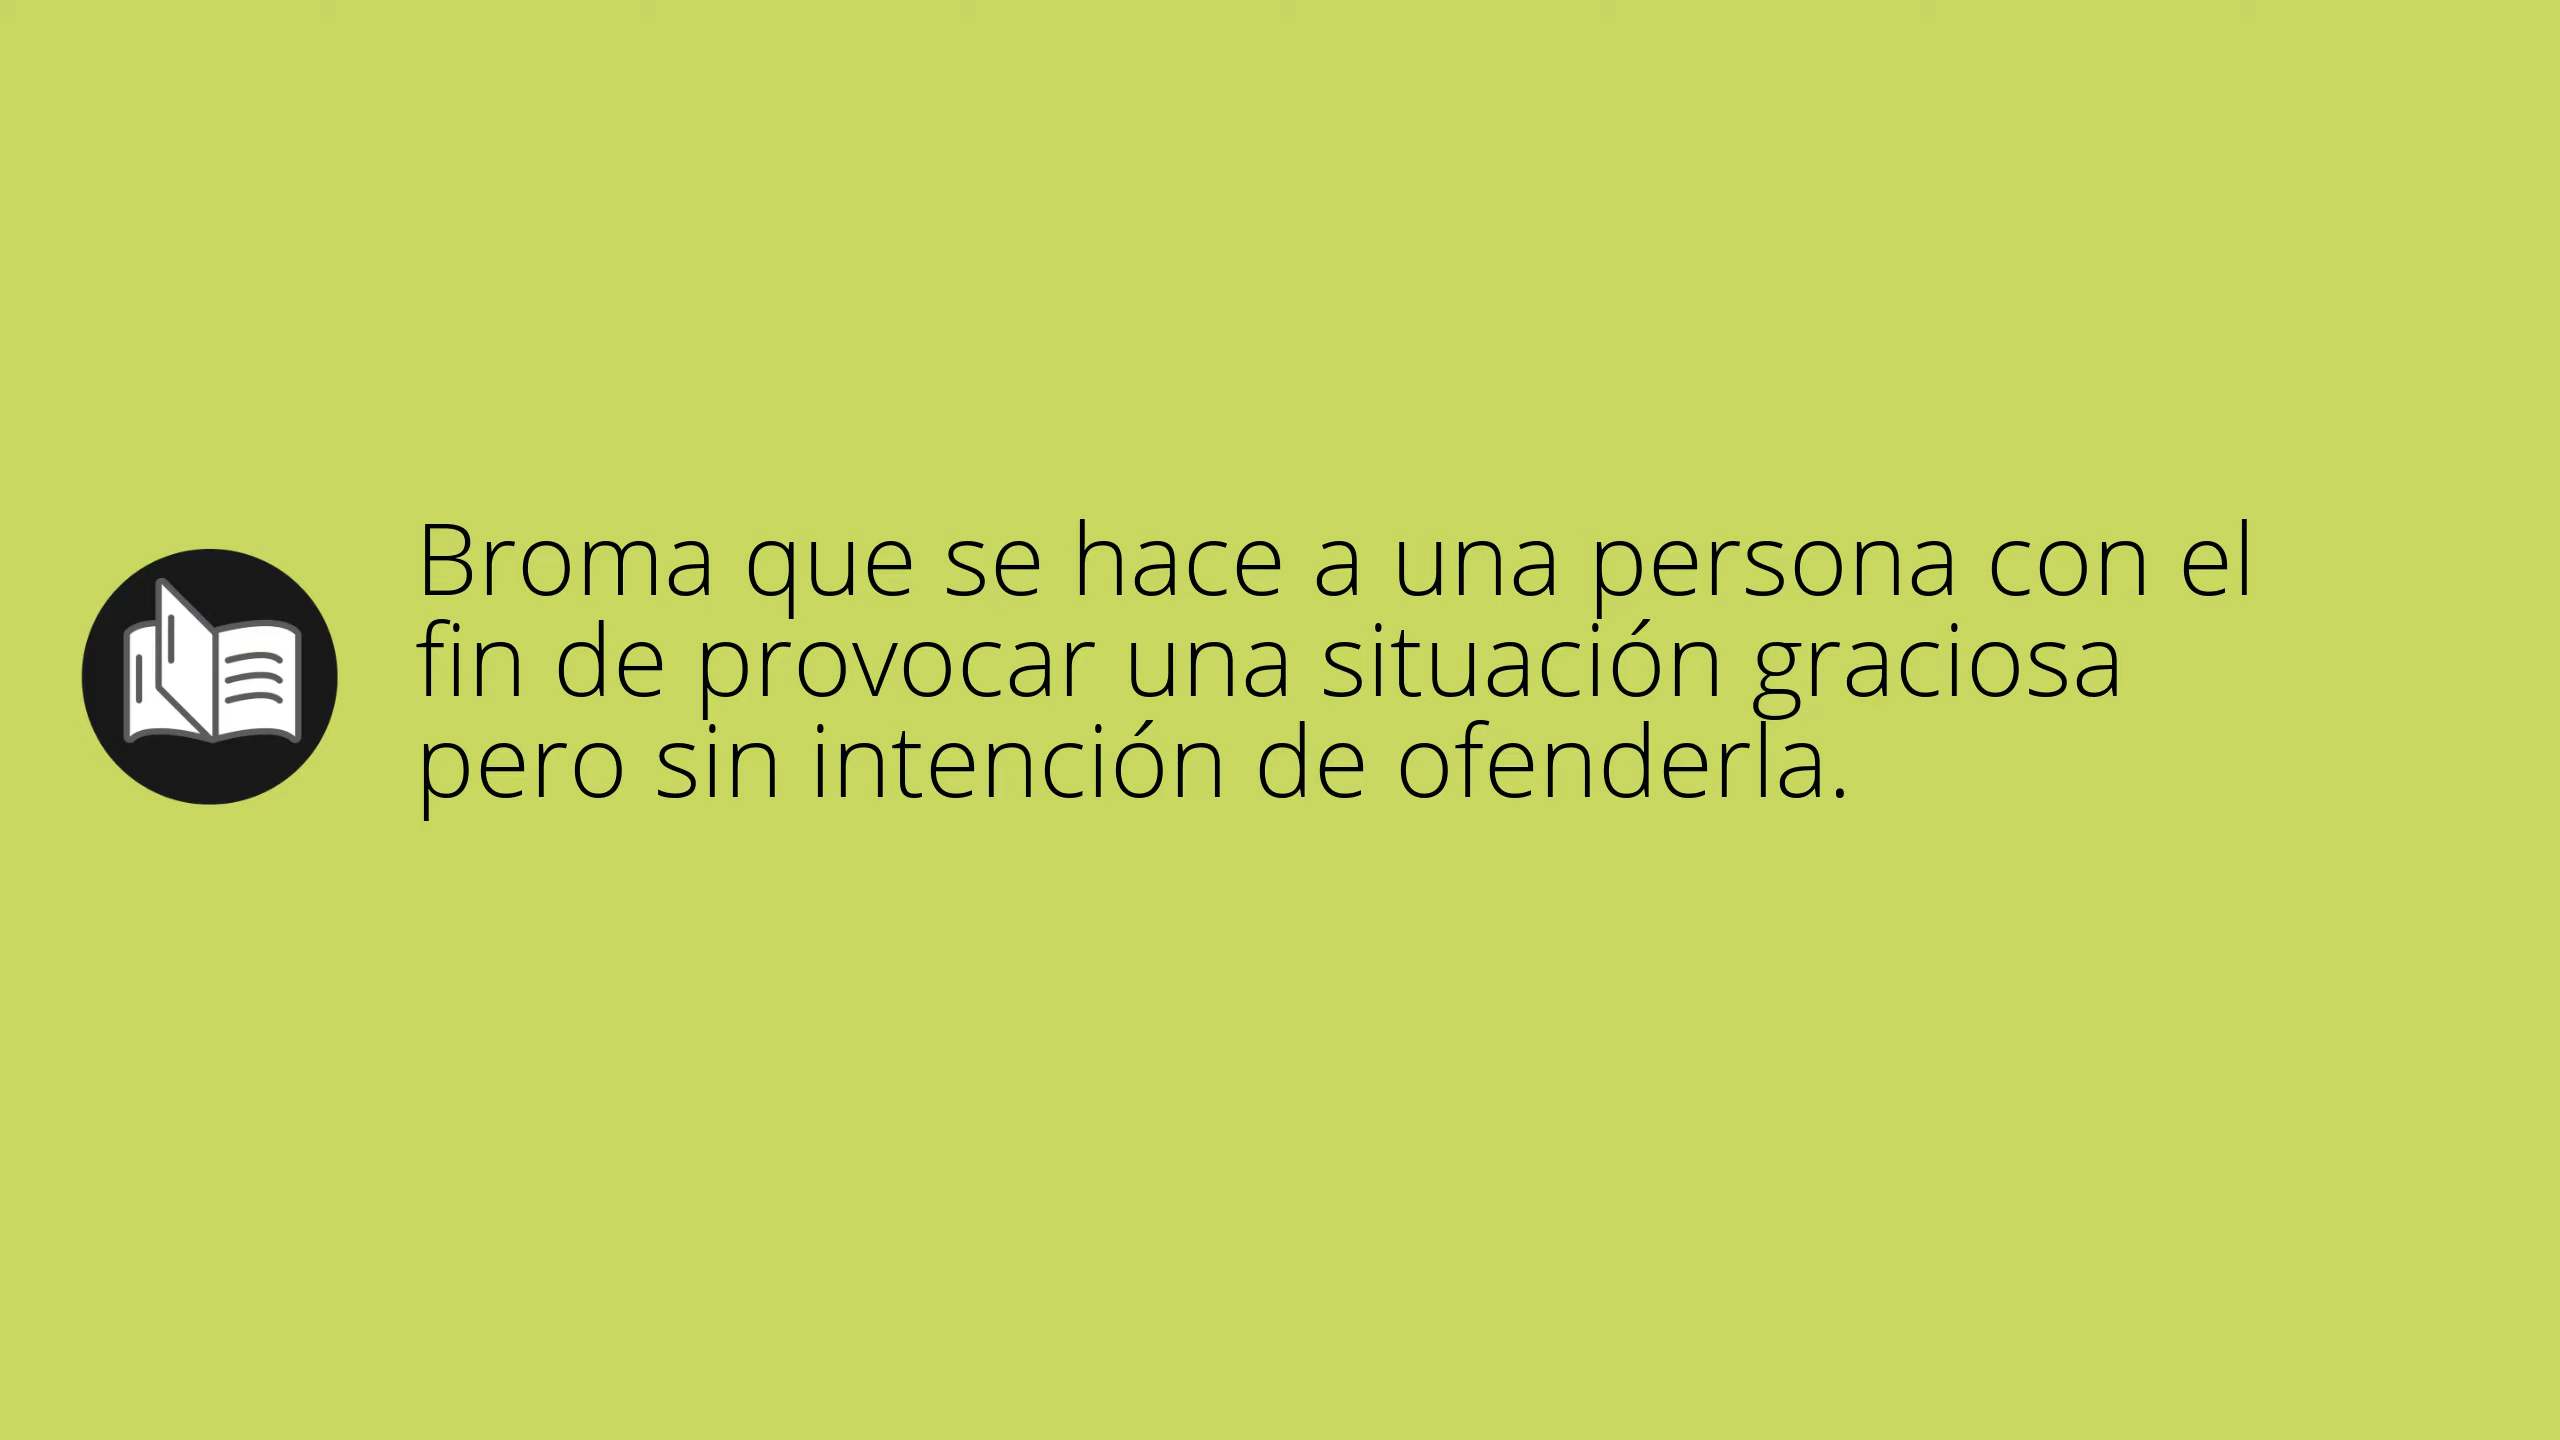 Broma que se hace a una persona con el
fin de provocar una situación graciosa
pero sin intención de ofenderla.